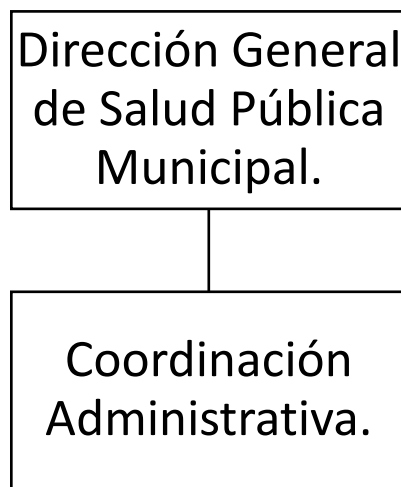 Dirección General
de Salud Pública
Municipal.
Coordinación
Administrativa.